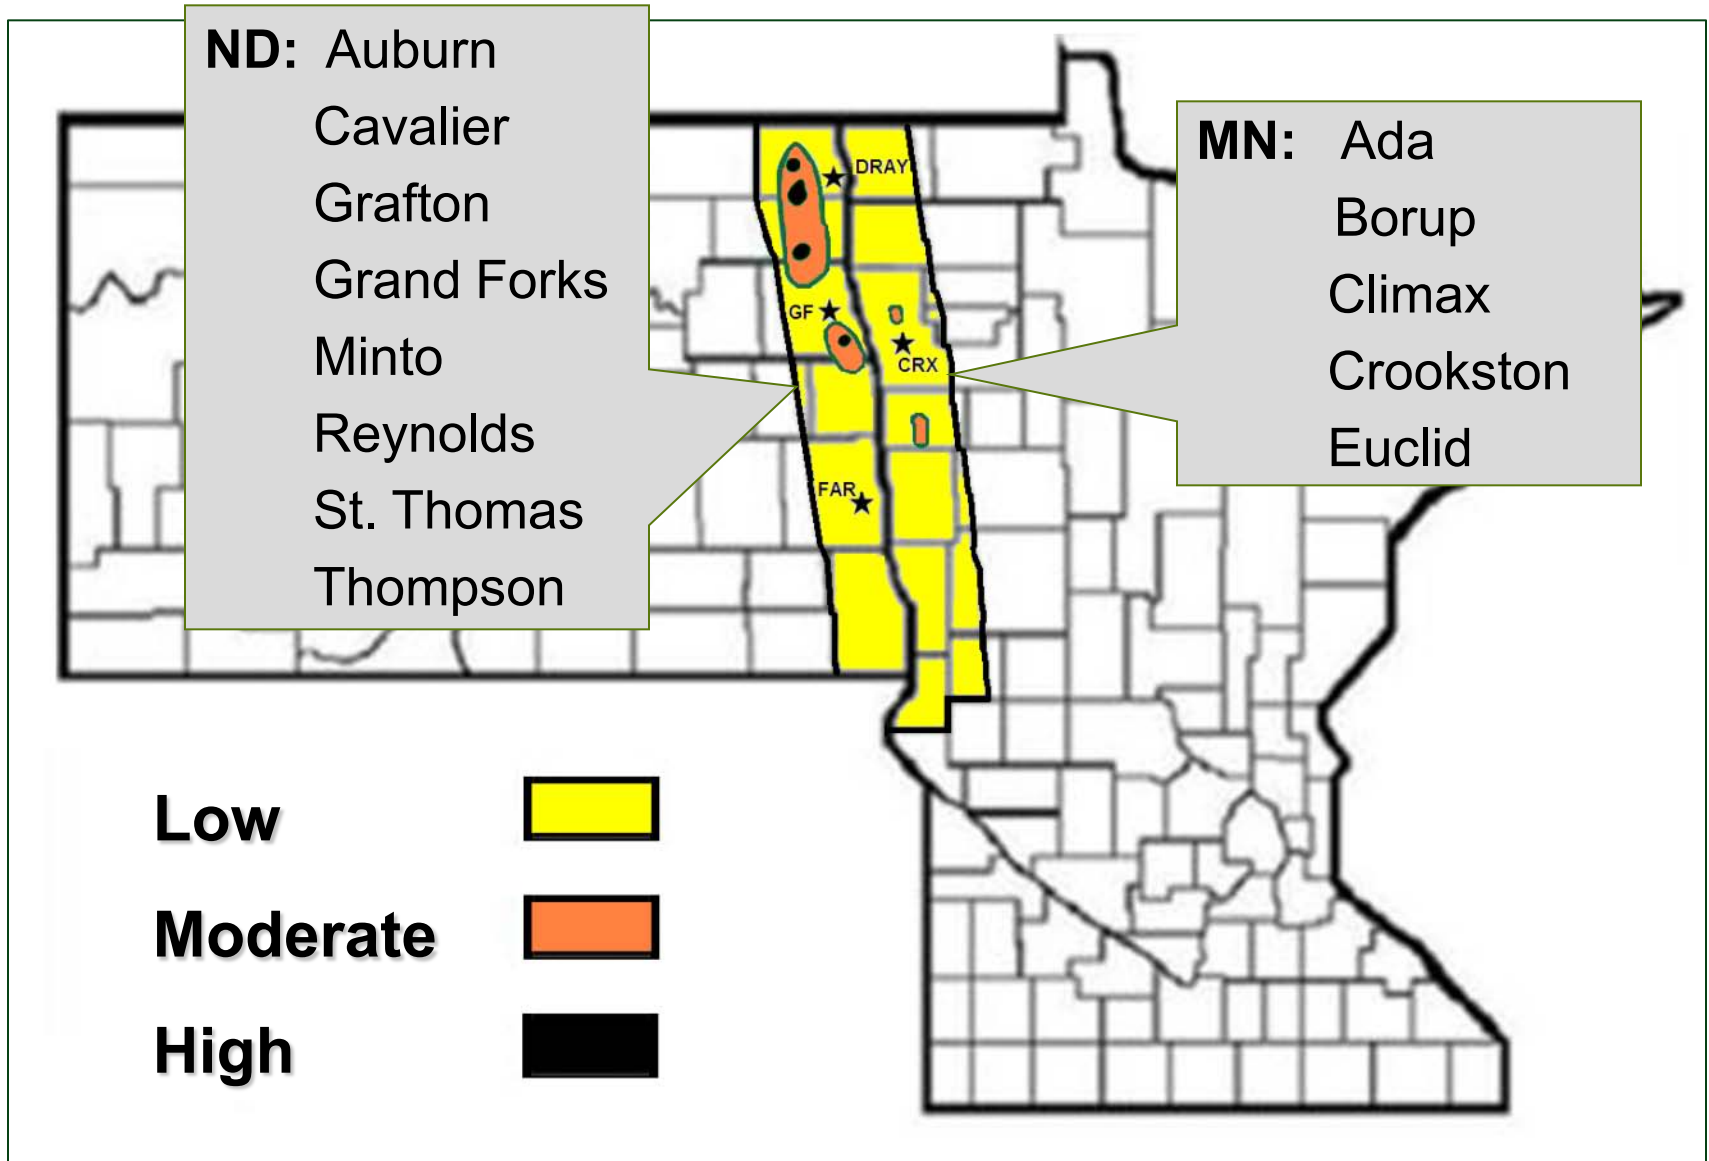 ND: Auburn
Cavalier
Grafton
Grand Forks
Minto
Reynolds
St. Thomas
Thompson
MN: Ada
Borup
Climax
Crookston
Euclid
DRAY
GF
CRX
FAR
Low
Moderate
High